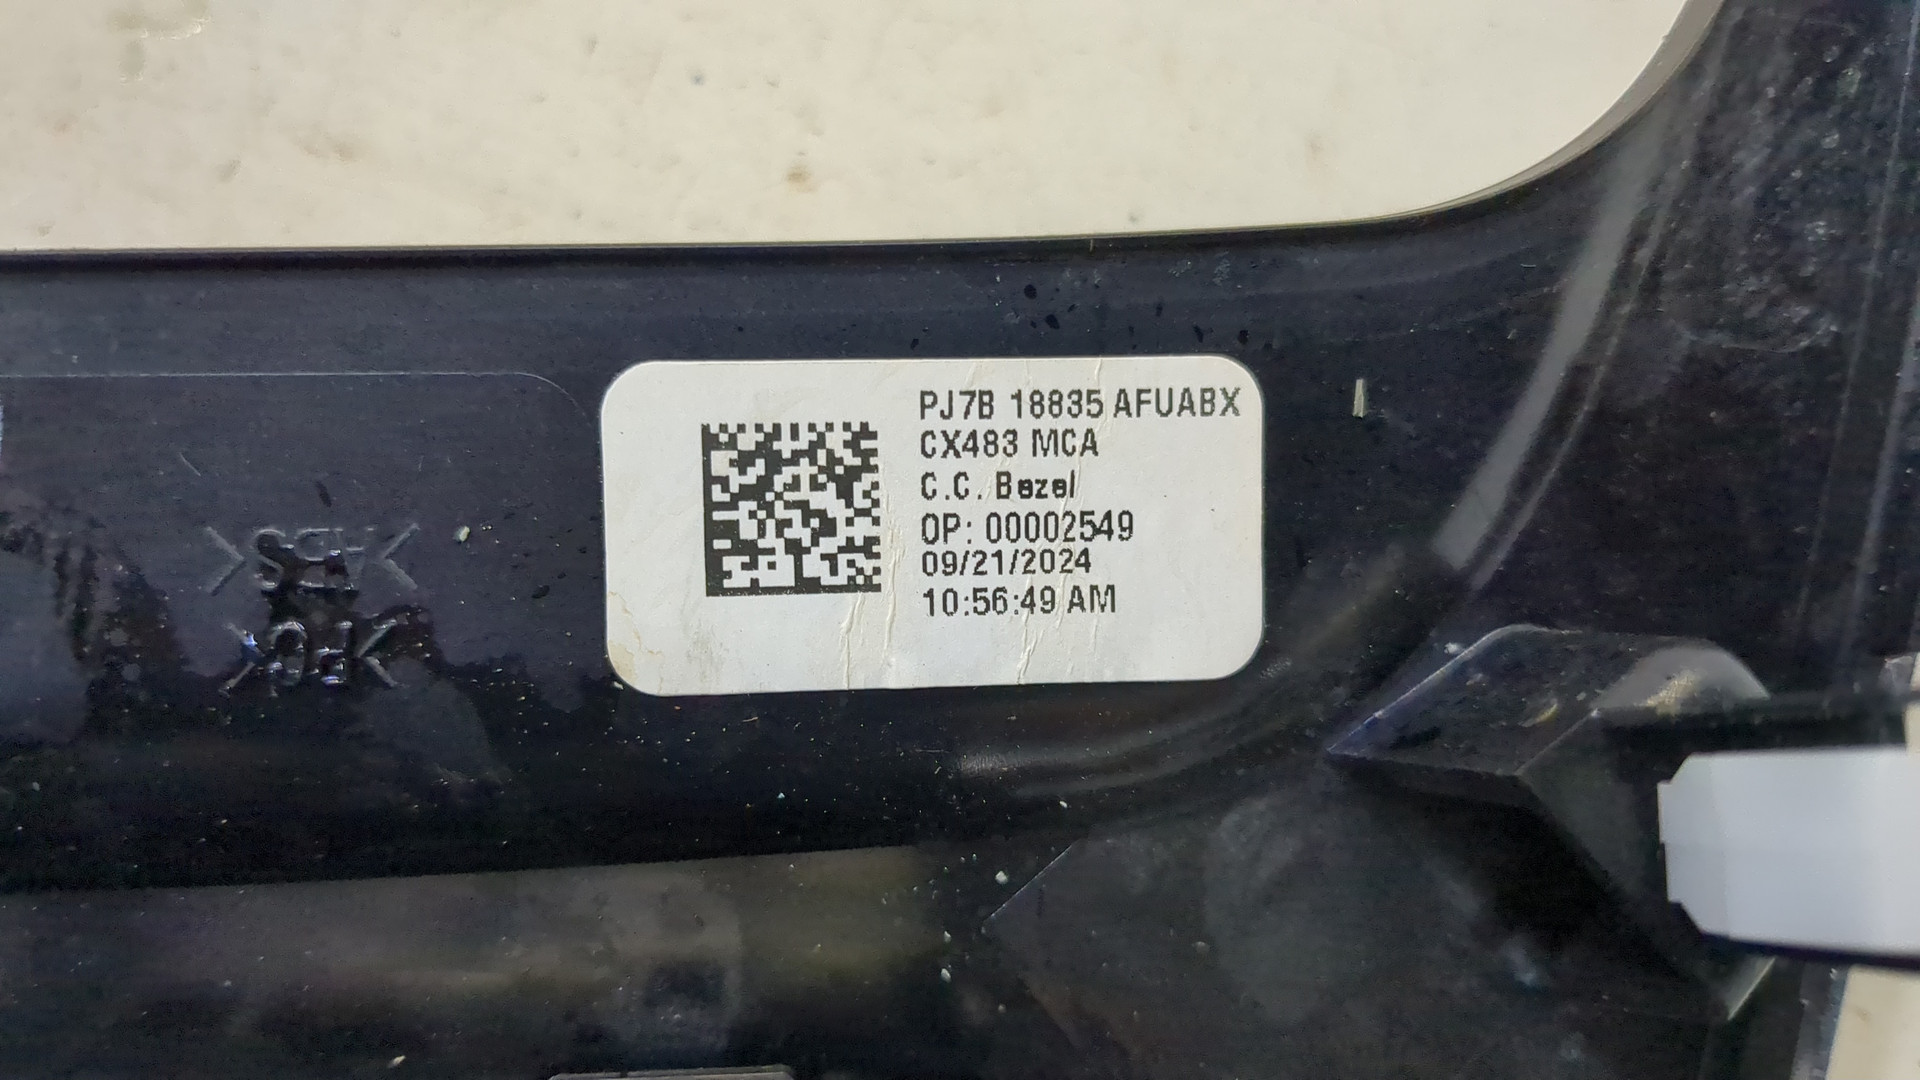 PJ7B 18835 AFUABX
CX483 MCA
C.C. Bezel
OP: 00002549
09/21/2024
10:56:49 AM